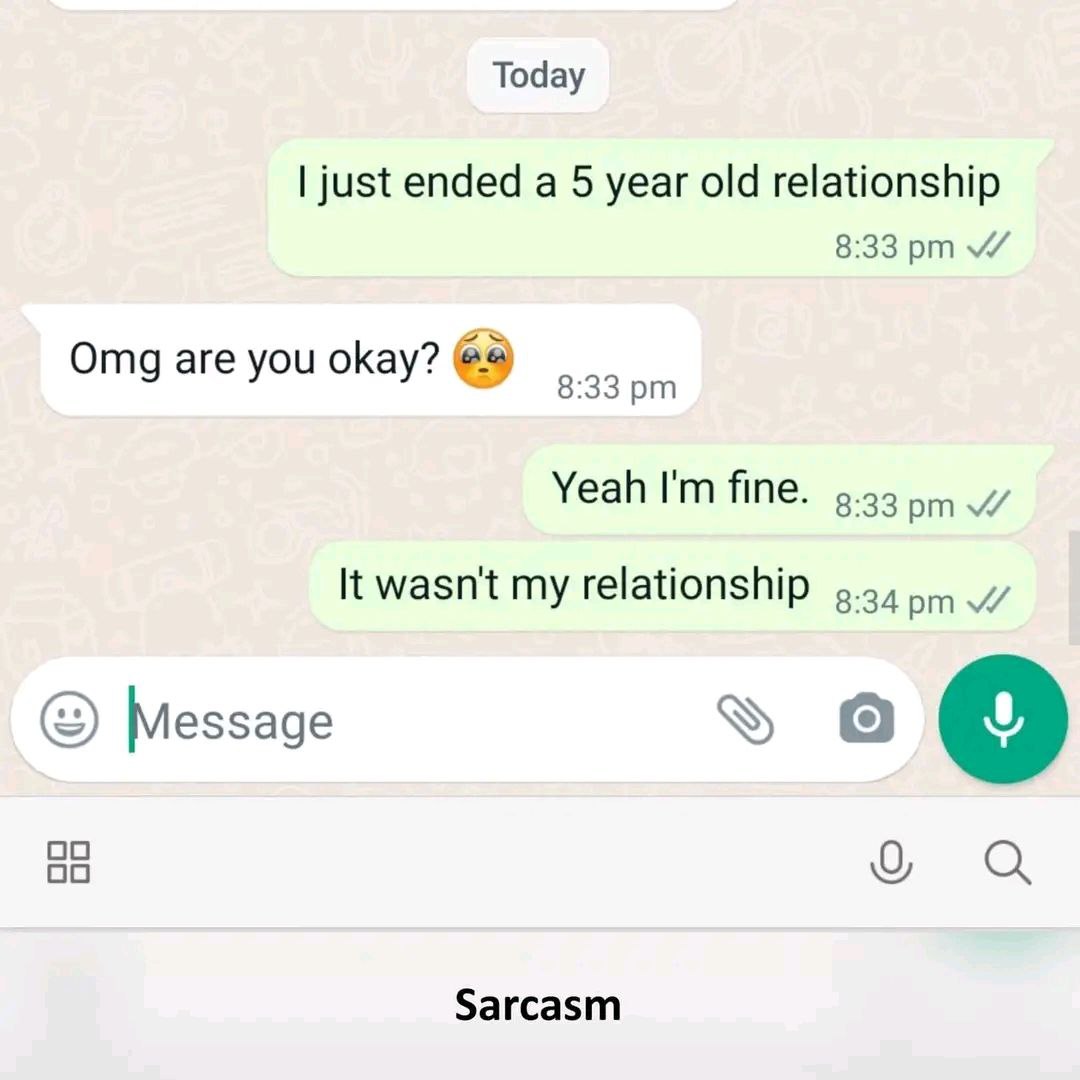 Today
I just ended a 5 year old relationship
8:33 pm
Omg are you okay? 🥺
8:33 pm
Yeah I'm fine. 8:33 pm
It wasn't my relationship 8:34 pm
Message
Sarcasm